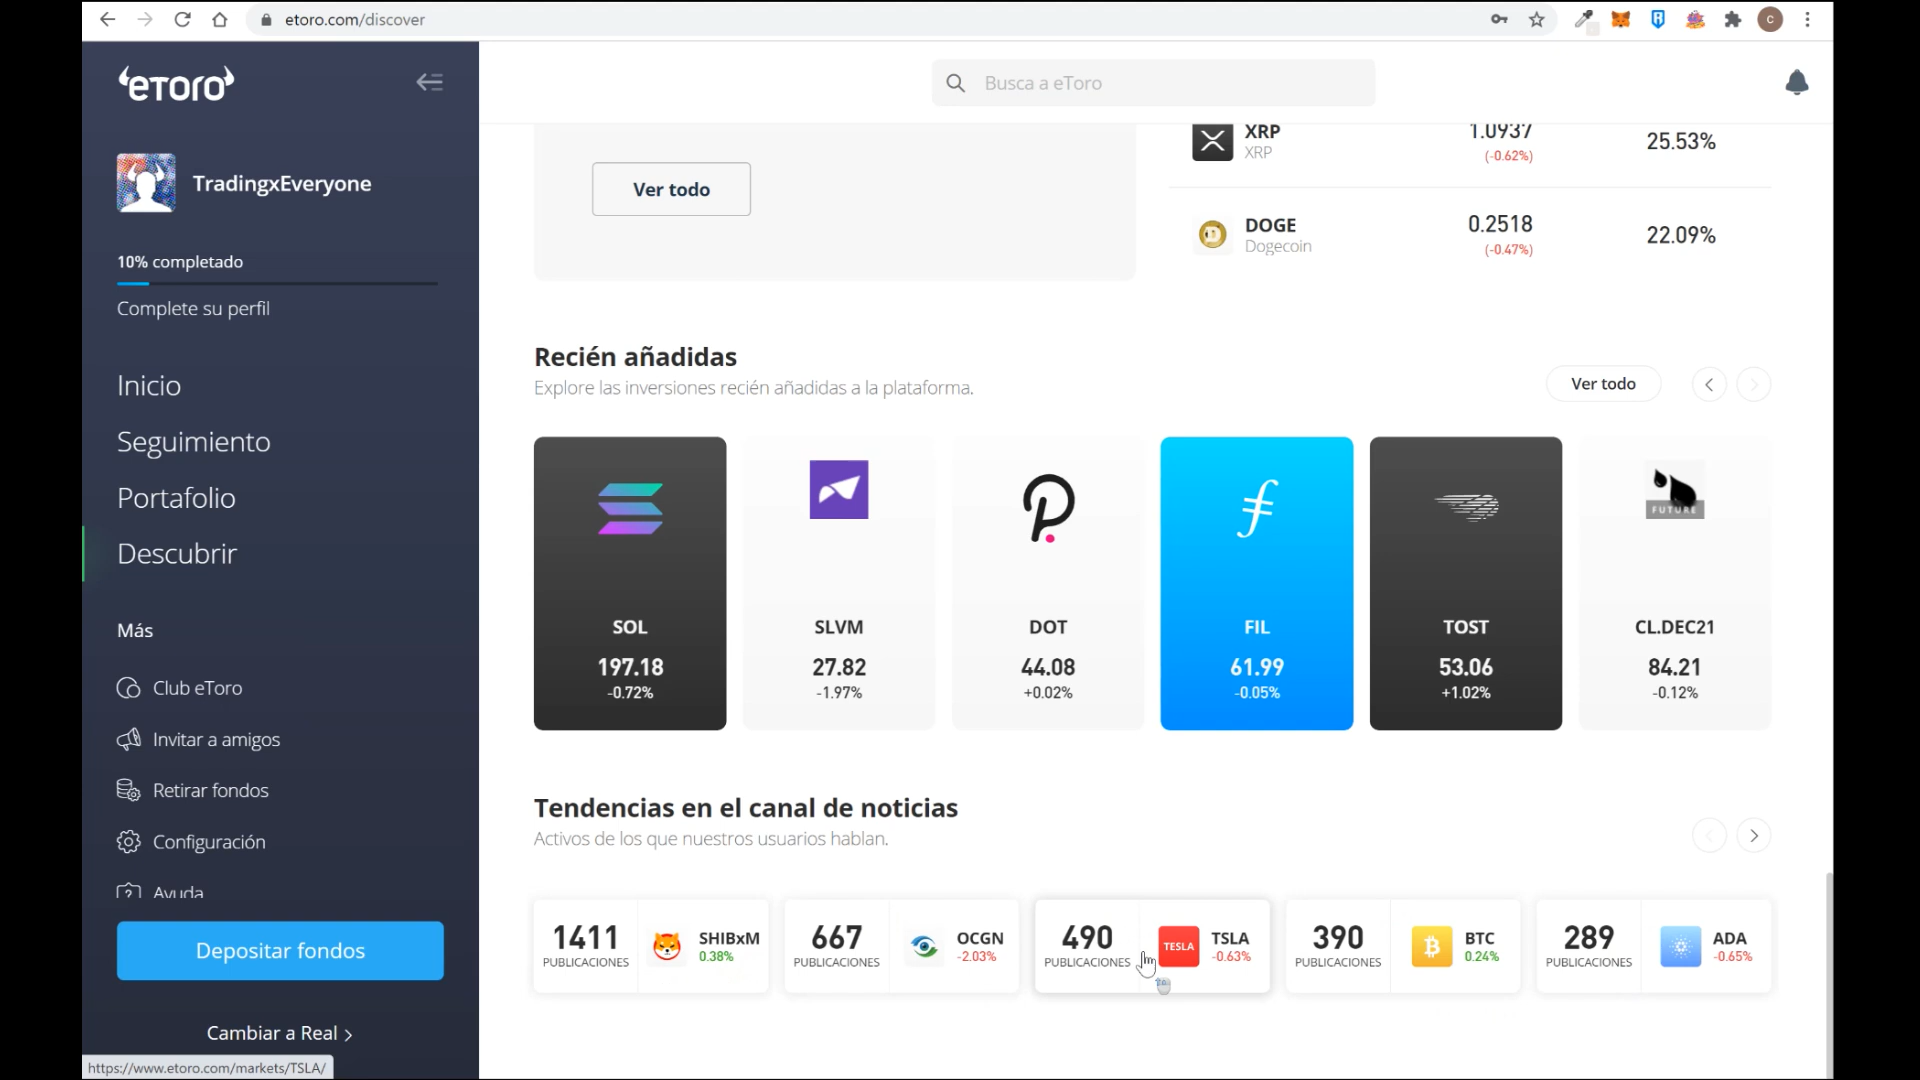 etoro.com/discover
C
eToro
Busca a eToro
TradingxEveryone
10% completado
Complete su perfil
Inicio
Seguimiento
Portafolio
Descubrir
Más
Club eToro
Invitar a amigos
Retirar fondos
Configuración
Ayuda
Depositar fondos
Cambiar a Real >
https://www.etoro.com/markets/TSLA/
Ver todo
XRP 1.0937 25.53%
XRP (-0.62%)
DOGE 0.2518 22.09%
Dogecoin (-0.47%)
Recién añadidas
Explore las inversiones recién añadidas a la plataforma.
Ver todo
FUTURE
SOL SLVM DOT FIL TOST CL.DEC21
197.18 27.82 44.08 61.99 53.06 84.21
-0.72% -1.97% +0.02% -0.05% +1.02% -0.12%
Tendencias en el canal de noticias
Activos de los que nuestros usuarios hablan.
1411 SHIBxM 667 OCGN 490 TESLA TSLA 390 BTC 289 ADA
PUBLICACIONES 0.38% PUBLICACIONES -2.03% PUBLICACIONES -0.63% PUBLICACIONES 0.24% PUBLICACIONES -0.65%